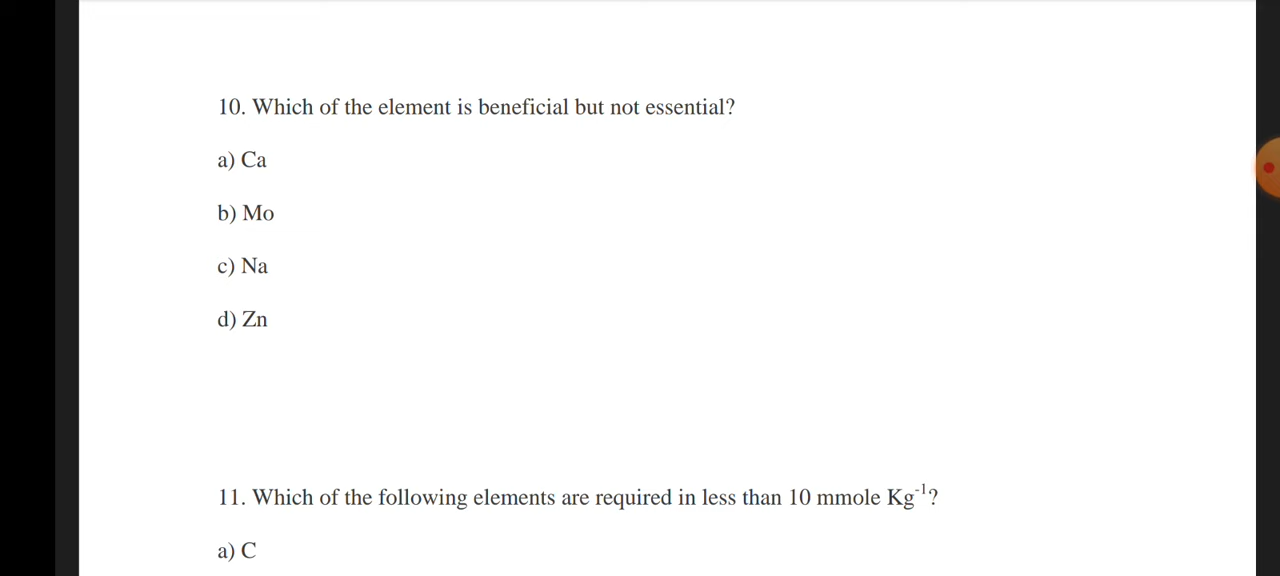 10. Which of the element is beneficial but not essential?
a) Ca
b) Mo
c) Na
d) Zn
11. Which of the following elements are required in less than 10 mmole Kg⁻¹?
a) C